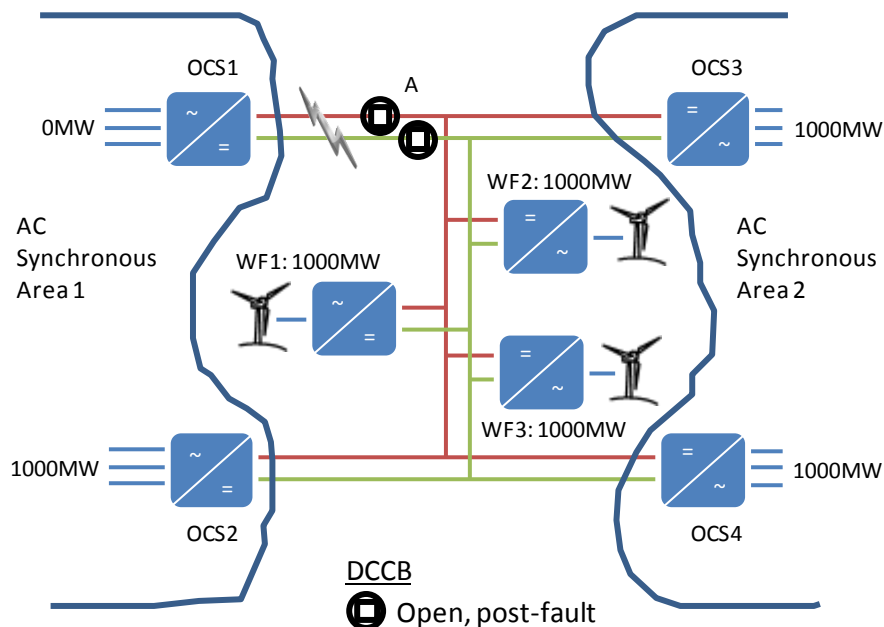 OCS1
A
OCS3
~
=
=
~
0MW
1000MW
WF2: 1000MW
=
~
AC
Synchronous
Area 1
AC
Synchronous
Area 2
WF1: 1000MW
~
=
=
~
WF3: 1000MW
~
=
=
~
1000MW
1000MW
OCS2
OCS4
DCCB
Open, post-fault